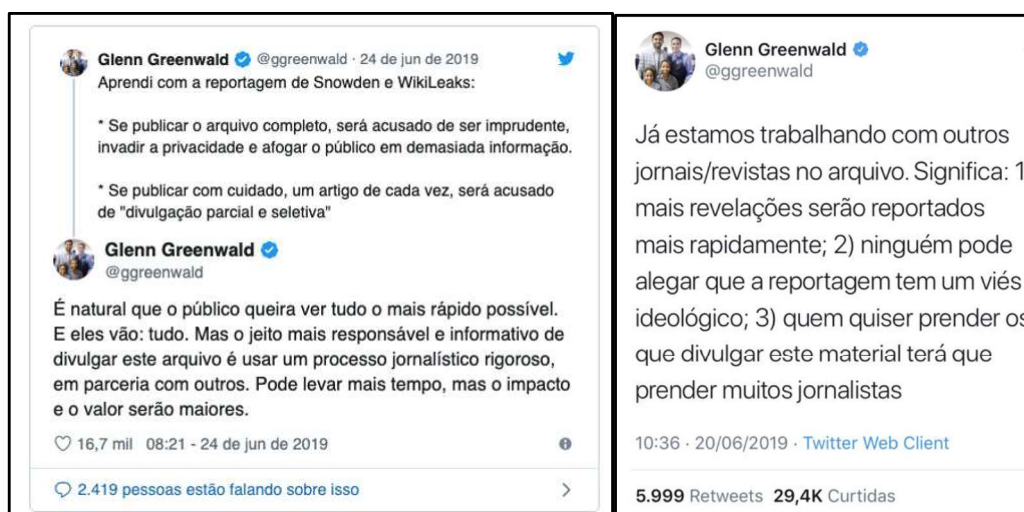 Glenn Greenwald @ggreenwald · 24 de jun de 2019
Aprendi com a reportagem de Snowden e WikiLeaks:
* Se publicar o arquivo completo, será acusado de ser imprudente,
invadir a privacidade e afogar o público em demasiada informação.
* Se publicar com cuidado, um artigo de cada vez, será acusado
de "divulgação parcial e seletiva"
Glenn Greenwald
@ggreenwald
É natural que o público queira ver tudo o mais rápido possível.
E eles vão: tudo. Mas o jeito mais responsável e informativo de
divulgar este arquivo é usar um processo jornalístico rigoroso,
em parceria com outros. Pode levar mais tempo, mas o impacto
e o valor serão maiores.
16,7 mil 08:21 - 24 de jun de 2019
2.419 pessoas estão falando sobre isso
Glenn Greenwald
@ggreenwald
Já estamos trabalhando com outros
jornais/revistas no arquivo. Significa: 1
mais revelações serão reportados
mais rapidamente; 2) ninguém pode
alegar que a reportagem tem um viés
ideológico; 3) quem quiser prender os
que divulgar este material terá que
prender muitos jornalistas
10:36 · 20/06/2019 · Twitter Web Client
5.999 Retweets 29,4K Curtidas